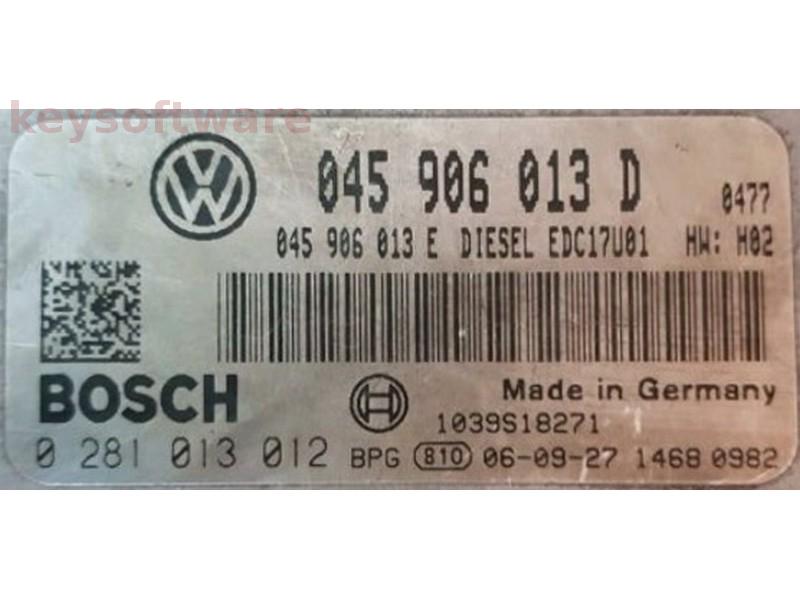 keysoftware
045 906 013 D 0477
045 906 013 E DIESEL EDC17U01 HW: H02
BOSCH
Made in Germany
1039S18271
0 281 013 012 BPG 810 06-09-27 1468 0982